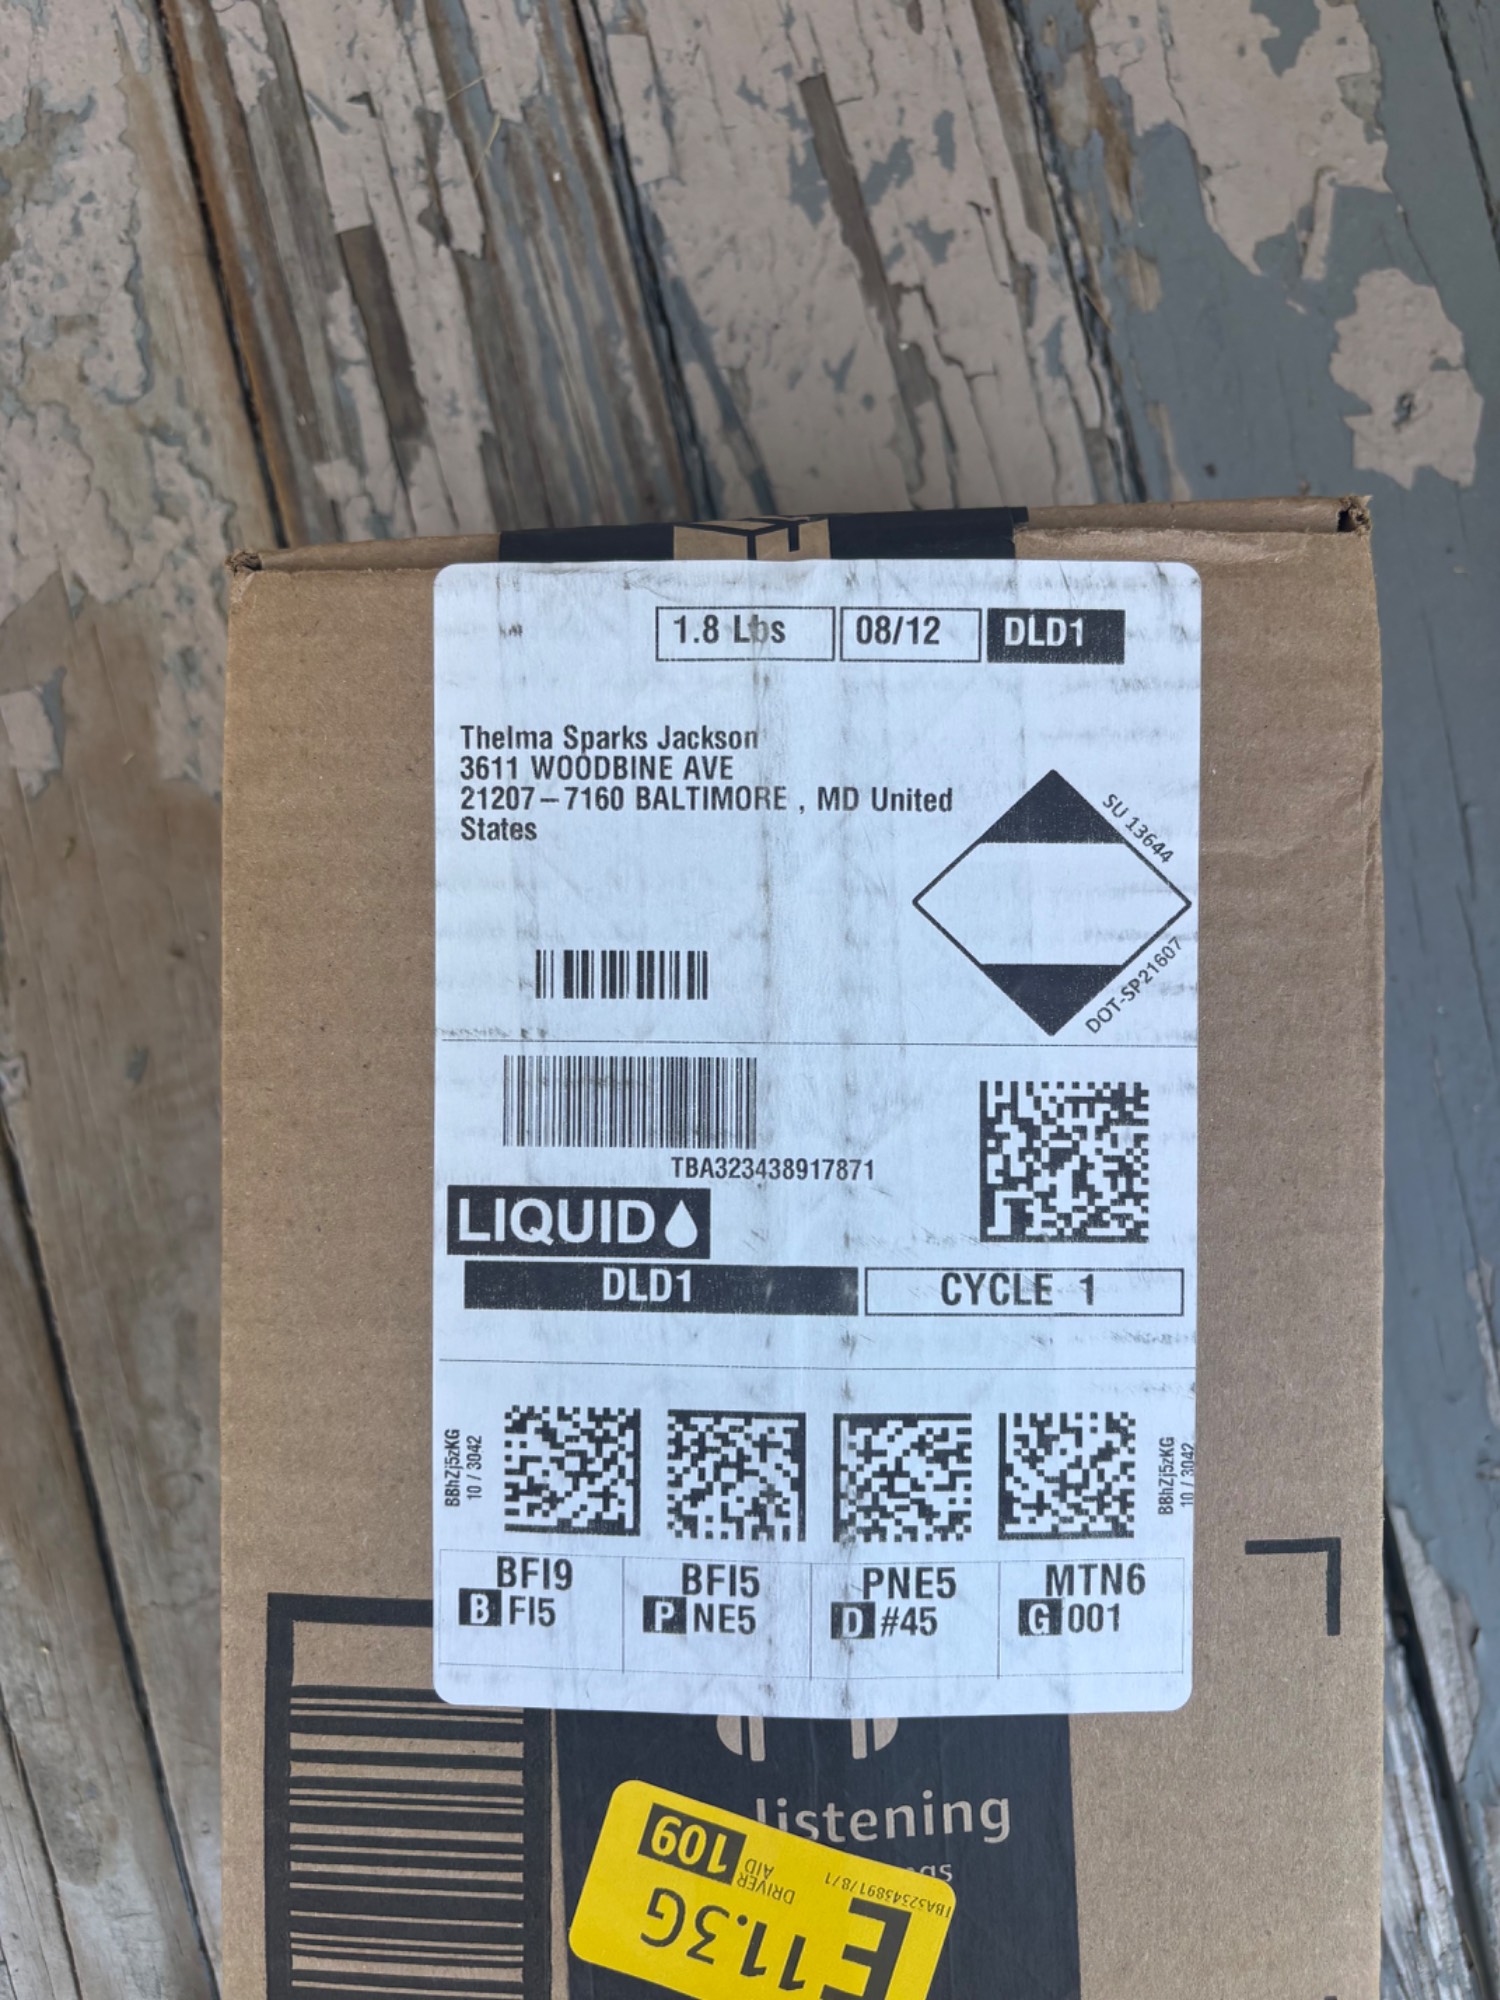 1.8 Lbs 08/12 DLD1
Thelma Sparks Jackson
3611 WOODBINE AVE
21207-7160 BALTIMORE , MD United
States
SU 13644
DOT-SP21607
TBA323438917871
LIQUID
DLD1 CYCLE 1
BBhZj5zKG
10 / 3042
BBhZj5zKG
10 / 3042
BFI9 BFI5 PNE5 MTN6
B FI5 P NE5 D #45 G 001
listening
109
DRIVER
AID
TBA323438917871
E11.3G